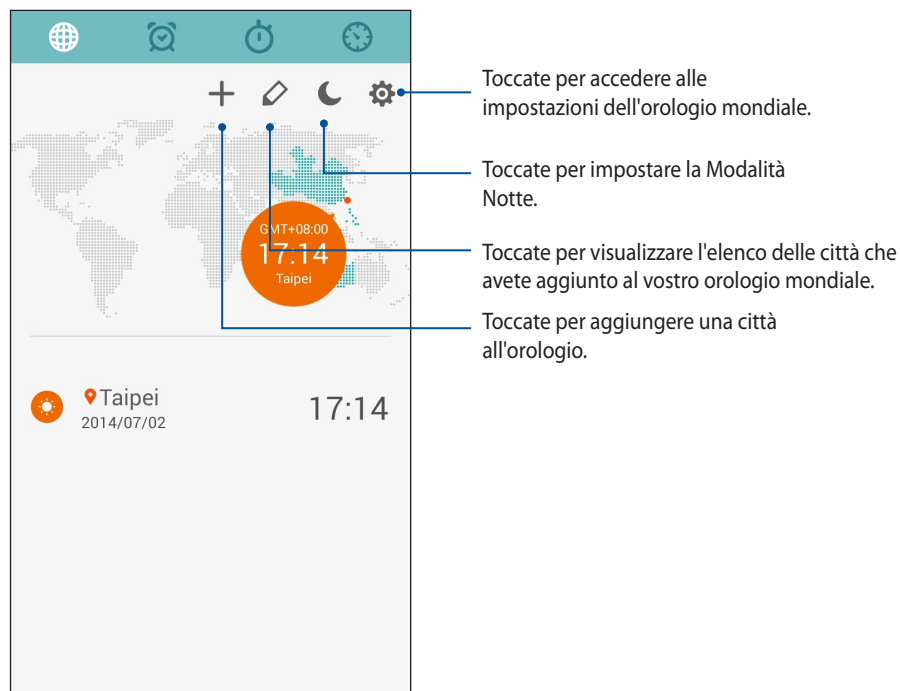 Toccate per accedere alle
impostazioni dell'orologio mondiale.
Toccate per impostare la Modalità
Notte.
GMT+08:00
17:14
Taipei
Toccate per visualizzare l'elenco delle città che
avete aggiunto al vostro orologio mondiale.
Toccate per aggiungere una città
all'orologio.
Taipei
2014/07/02
17:14